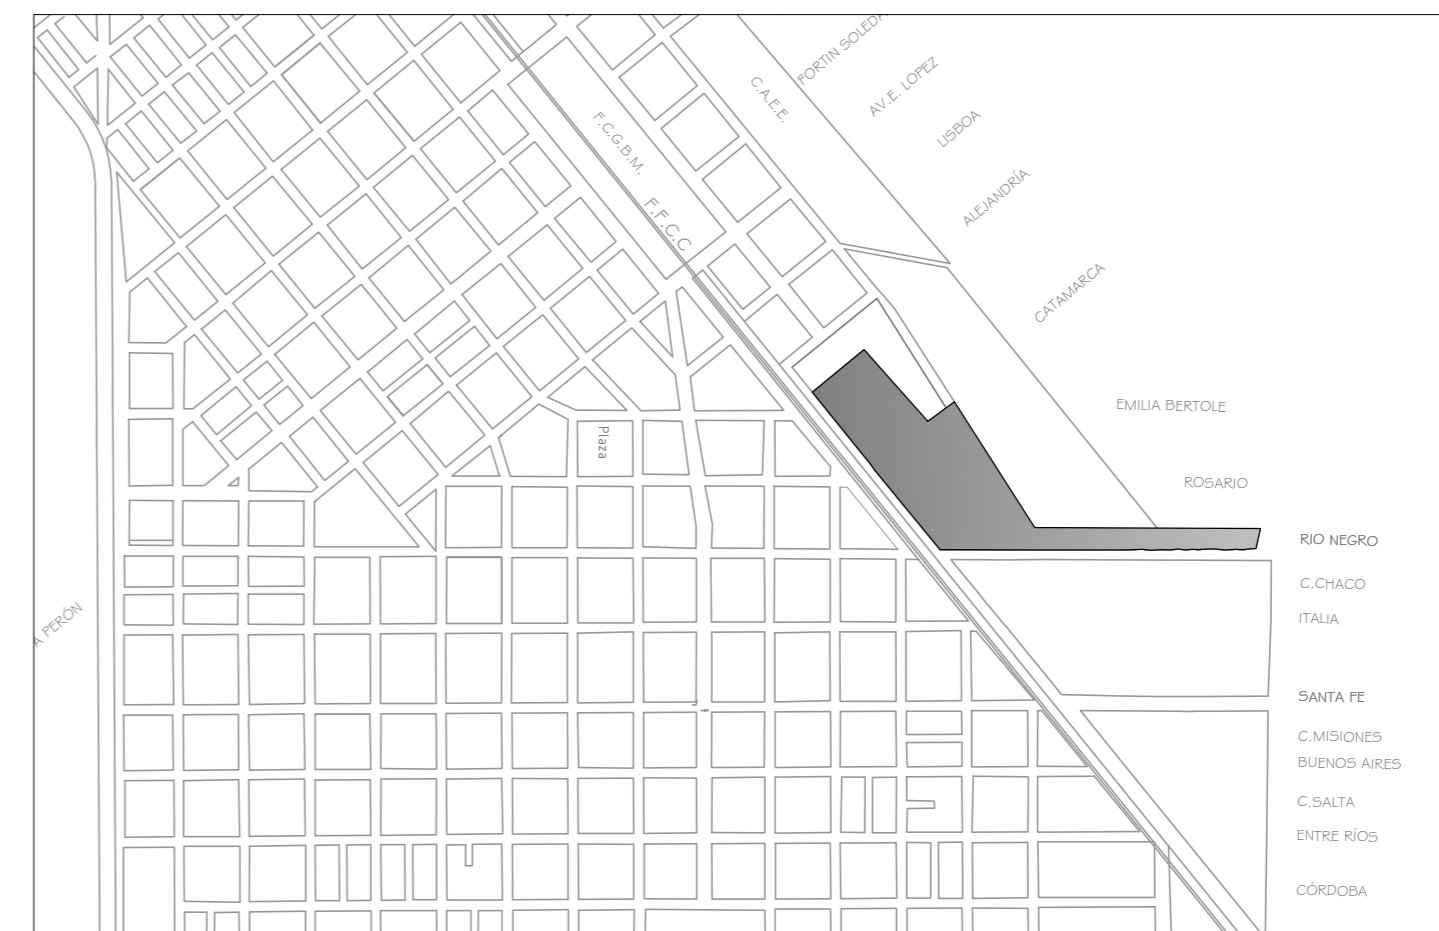 FORTIN SOLEDA
C.A.E.E.
AV.E. LOPEZ
F.C.G.B.M.
LISBOA
F.F.C.C
ALEJANDRÍA
CATAMARCA
EMILIA BERTOLE
Plaza
ROSARIO
RIO NEGRO
C.CHACO
A PERÓN
ITALIA
SANTA FE
C.MISIONES
BUENOS AIRES
C.SALTA
ENTRE RÍOS
CÓRDOBA